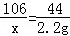 106/x = 44/2.2g